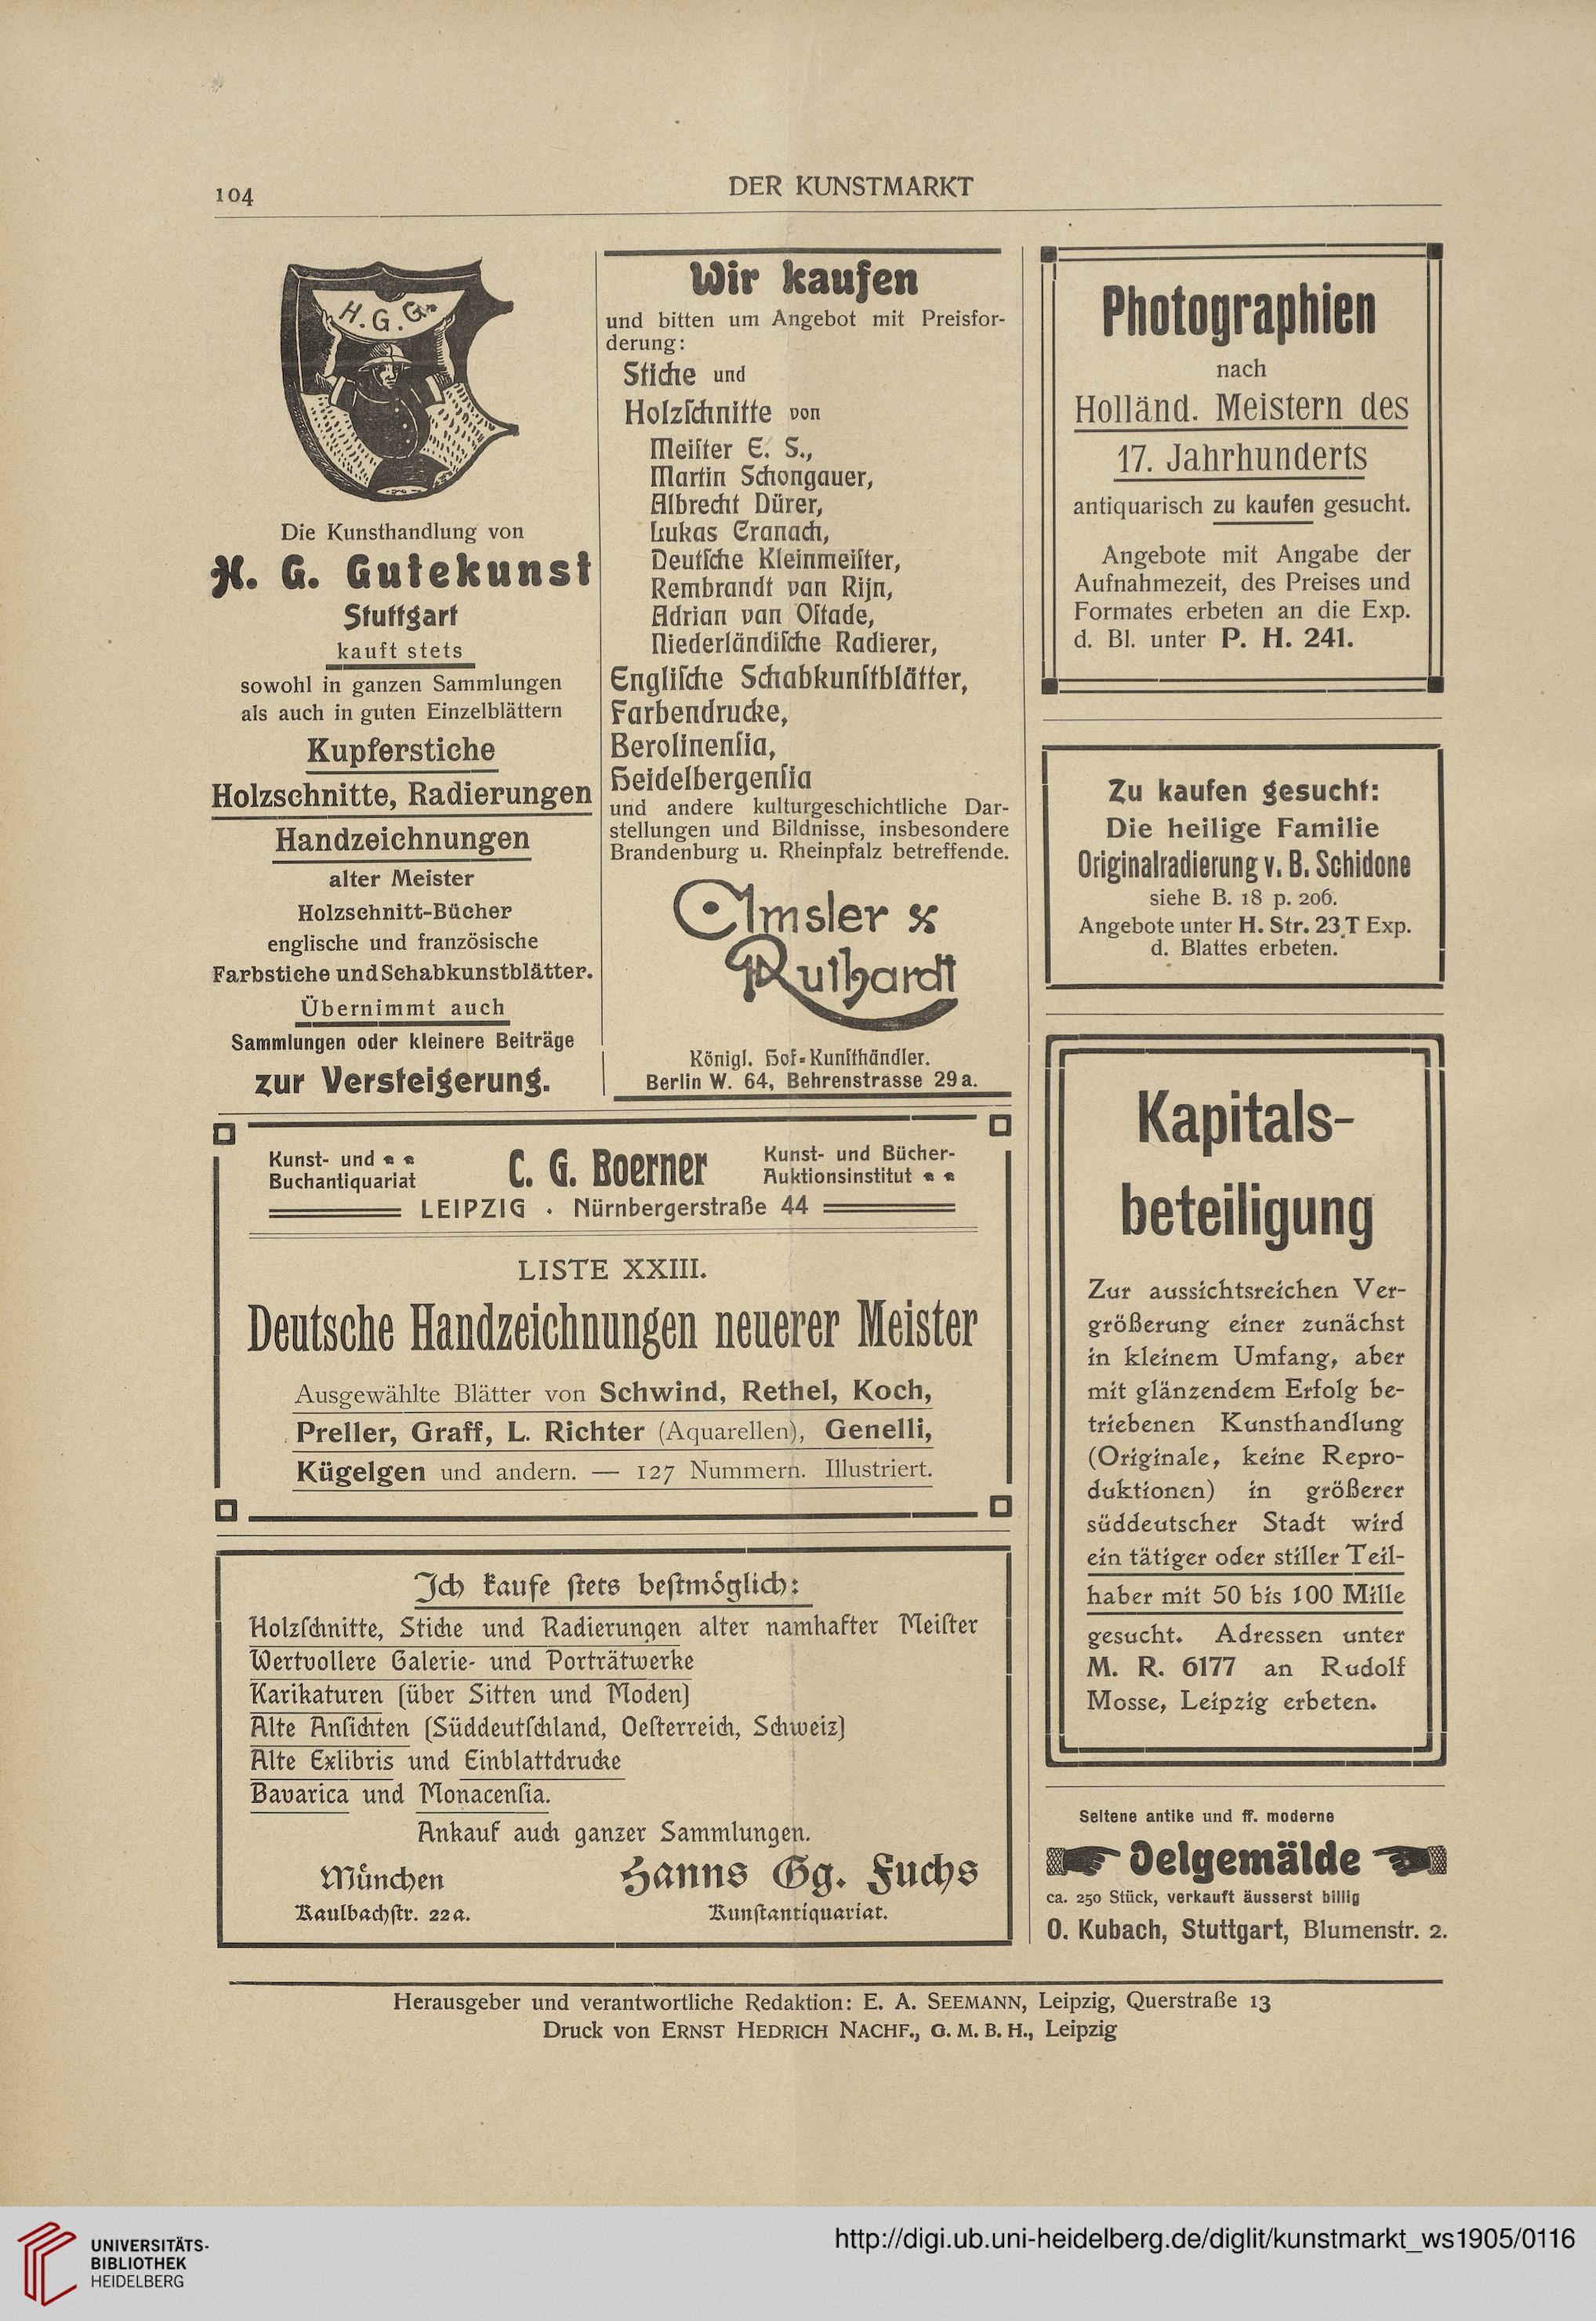 104
DER KUNSTMARKT
H. G. G.
Die Kunsthandlung von
H. G. Gutekunst
Stuttgart
kauft stets
sowohl in ganzen Sammlungen
als auch in guten Einzelblättern
Kupferstiche
Holzschnitte, Radierungen
Handzeichnungen
alter Meister
Holzschnitt-Bücher
englische und französische
Farbstiche und Schabkunstblätter.
Übernimmt auch
Sammlungen oder kleinere Beiträge
zur Versteigerung.
Wir kaufen
und bitten um Angebot mit Preisfor-
derung:
Stiche und
Holzſchnitte von
Meiſter E. S.,
Martin Schongauer,
Albrecht Dürer,
Lukas Cranach,
Deutſche Kleinmeiſter,
Rembrandt van Rijn,
Adrian van Oſtade,
Niederländiſche Radierer,
Engliſche Schabkunſtblätter,
Farbendrucke,
Berolinenſia,
Heidelbergenſia
und andere kulturgeschichtliche Dar-
stellungen und Bildnisse, insbesondere
Brandenburg u. Rheinpfalz betreffende.
Amsler &
Ruthardt
Königl. Hof-Kunſthändler.
Berlin W. 64, Behrenstrasse 29a.
Photographien
nach
Holländ. Meistern des
17. Jahrhunderts
antiquarisch zu kaufen gesucht.
Angebote mit Angabe der
Aufnahmezeit, des Preises und
Formates erbeten an die Exp.
d. Bl. unter P. H. 241.
Zu kaufen gesucht:
Die heilige Familie
Originalradierung v. B. Schidone
siehe B. 18 p. 206.
Angebote unter H. Str. 23 T Exp.
d. Blattes erbeten.
C. G. Boerner
Kunst- und
Buchantiquariat
Kunst- und Bücher-
Auktionsinstitut
LEIPZIG . Nürnbergerstraße 44
LISTE XXIII.
Deutsche Handzeichnungen neuerer Meister
Ausgewählte Blätter von Schwind, Rethel, Koch,
Preller, Graff, L. Richter (Aquarellen), Genelli,
Kügelgen und andern. — 127 Nummern. Illustriert.
Ich kaufe ſtets beſtmöglich:
Holzſchnitte, Stiche und Radierungen alter namhafter Meiſter
Wertvollere Galerie- und Porträtwerke
Karikaturen (über Sitten und Moden)
Alte Anſichten (Süddeutſchland, Oeſterreich, Schweiz)
Alte Exlibris und Einblattdrucke
Bavarica und Monacenſia.
Ankauf auch ganzer Sammlungen.
München
Kaulbachſtr. 22a.
Hanns Gg. Fuchs
Kunſtantiquariat.
Kapitals-
beteiligung
Zur aussichtsreichen Ver-
größerung einer zunächst
in kleinem Umfang, aber
mit glänzendem Erfolg be-
triebenen Kunsthandlung
(Originale, keine Repro-
duktionen) in größerer
süddeutscher Stadt wird
ein tätiger oder stiller Teil-
haber mit 50 bis 100 Mille
gesucht. Adressen unter
M. R. 6177 an Rudolf
Mosse, Leipzig erbeten.
Seltene antike und ff. moderne
Oelgemälde
ca. 250 Stück, verkauft äusserst billig
O. Kubach, Stuttgart, Blumenstr. 2.
Herausgeber und verantwortliche Redaktion: E. A. SEEMANN, Leipzig, Querstraße 13
Druck von ERNST HEDRICH NACHF., G. M. B. H., Leipzig
UNIVERSITÄTS-
BIBLIOTHEK
HEIDELBERG
http://digi.ub.uni-heidelberg.de/diglit/kunstmarkt_ws1905/0116